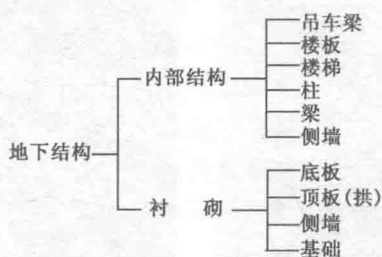 地下结构
内部结构
吊车梁
楼板
楼梯
柱
梁
侧墙
衬 砌
底板
顶板(拱)
侧墙
基础